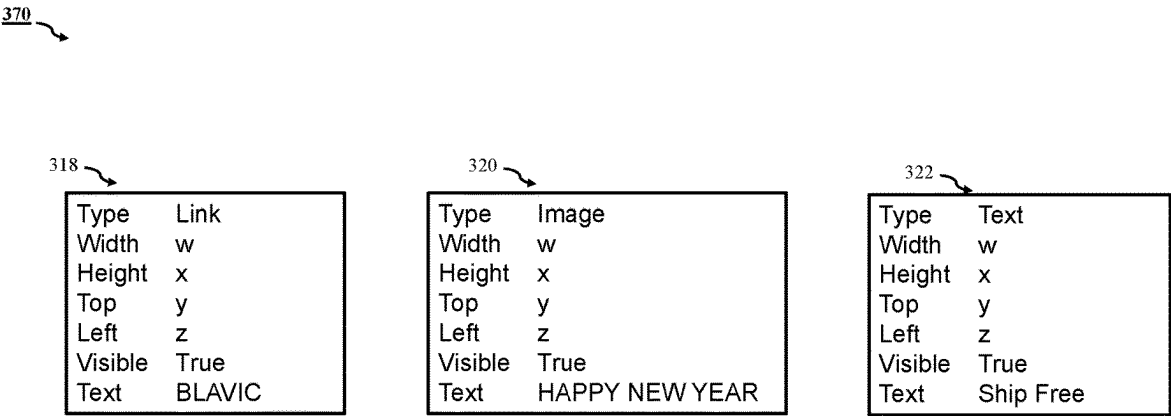 370
318
Type Link
Width w
Height x
Top y
Left z
Visible True
Text BLAVIC
320
Type Image
Width w
Height x
Top y
Left z
Visible True
Text HAPPY NEW YEAR
322
Type Text
Width w
Height x
Top y
Left z
Visible True
Text Ship Free